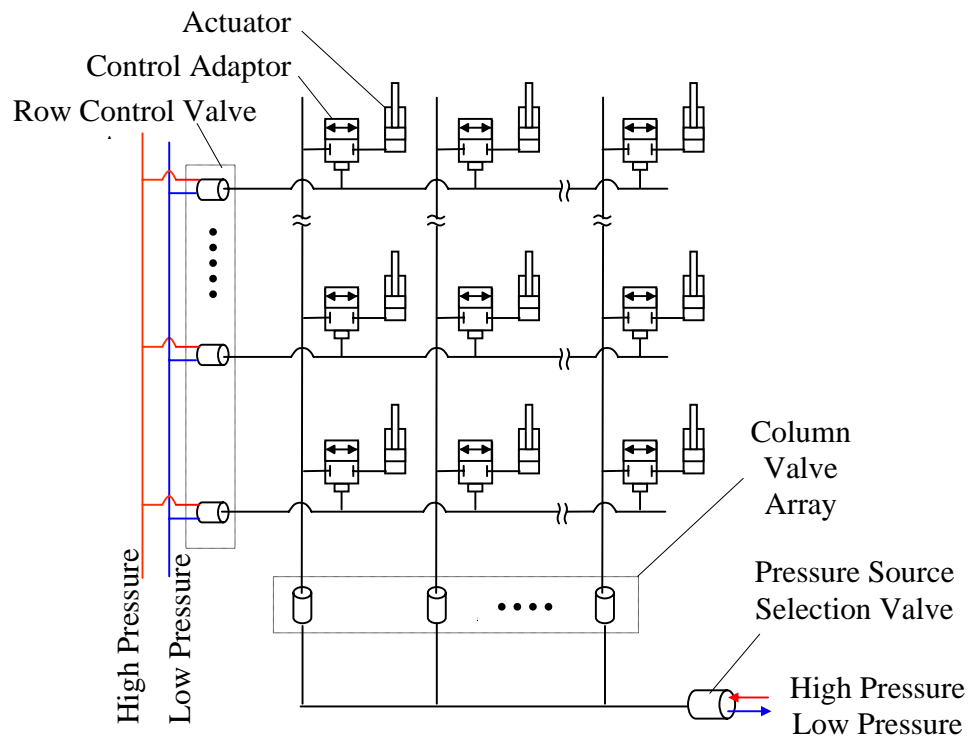 Actuator
Control Adaptor
Row Control Valve
Column
Valve
Array
High Pressure
Low Pressure
Pressure Source
Selection Valve
High Pressure
Low Pressure